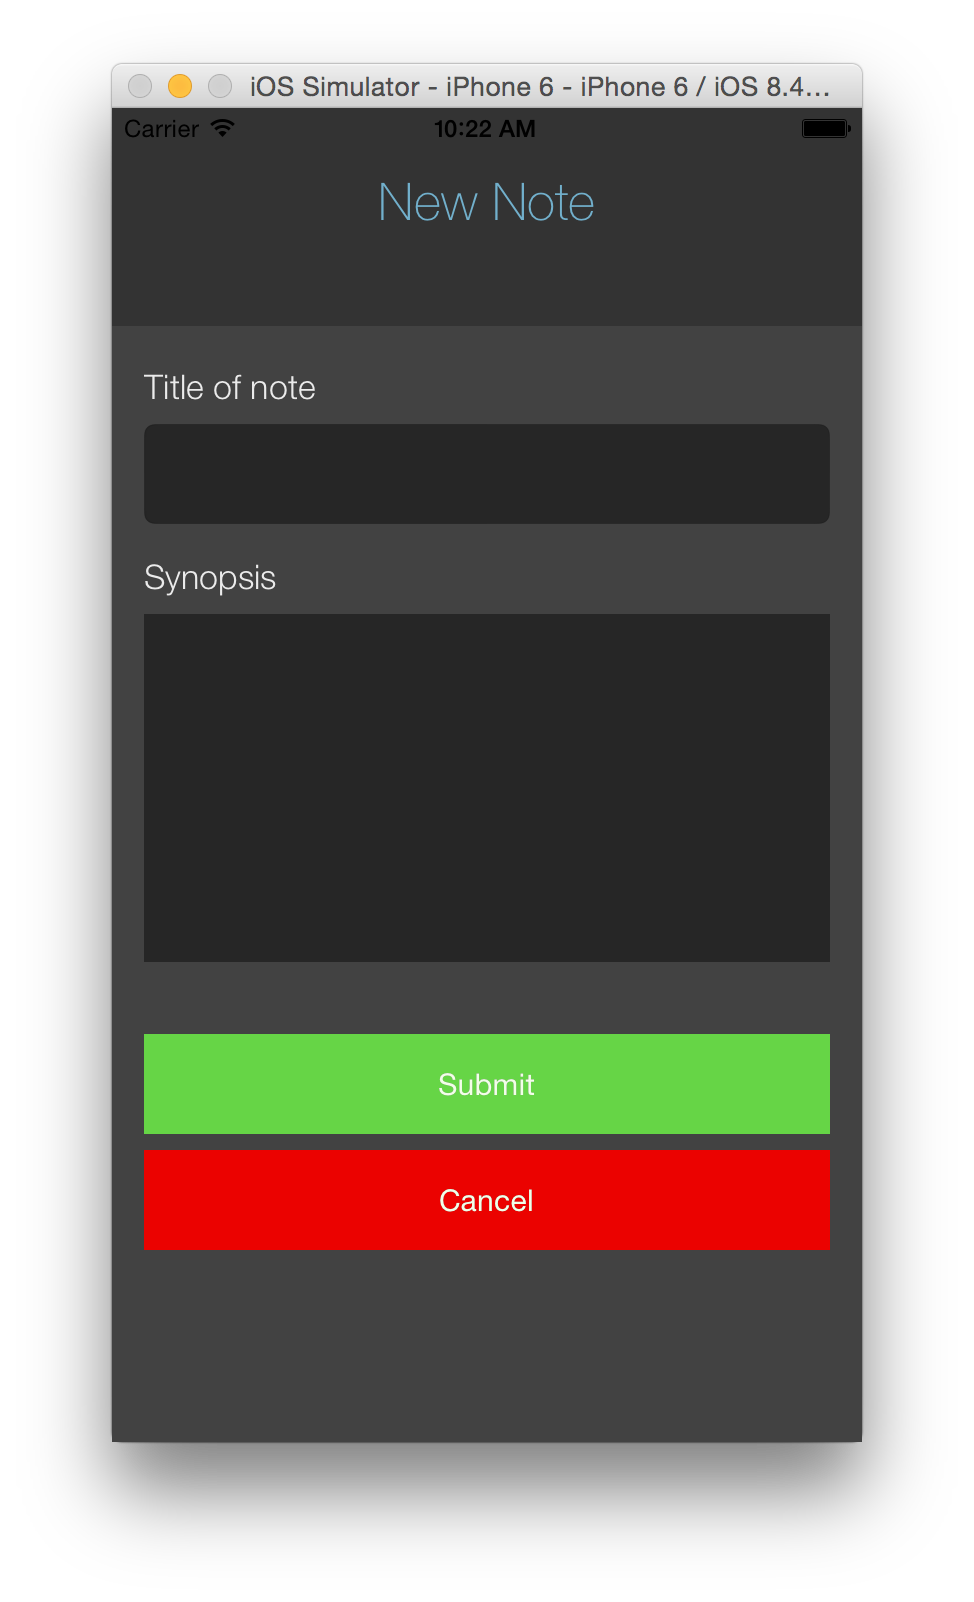 iOS Simulator - iPhone 6 - iPhone 6 / iOS 8.4...
Carrier 10:22 AM
New Note
Title of note
Synopsis
Submit
Cancel